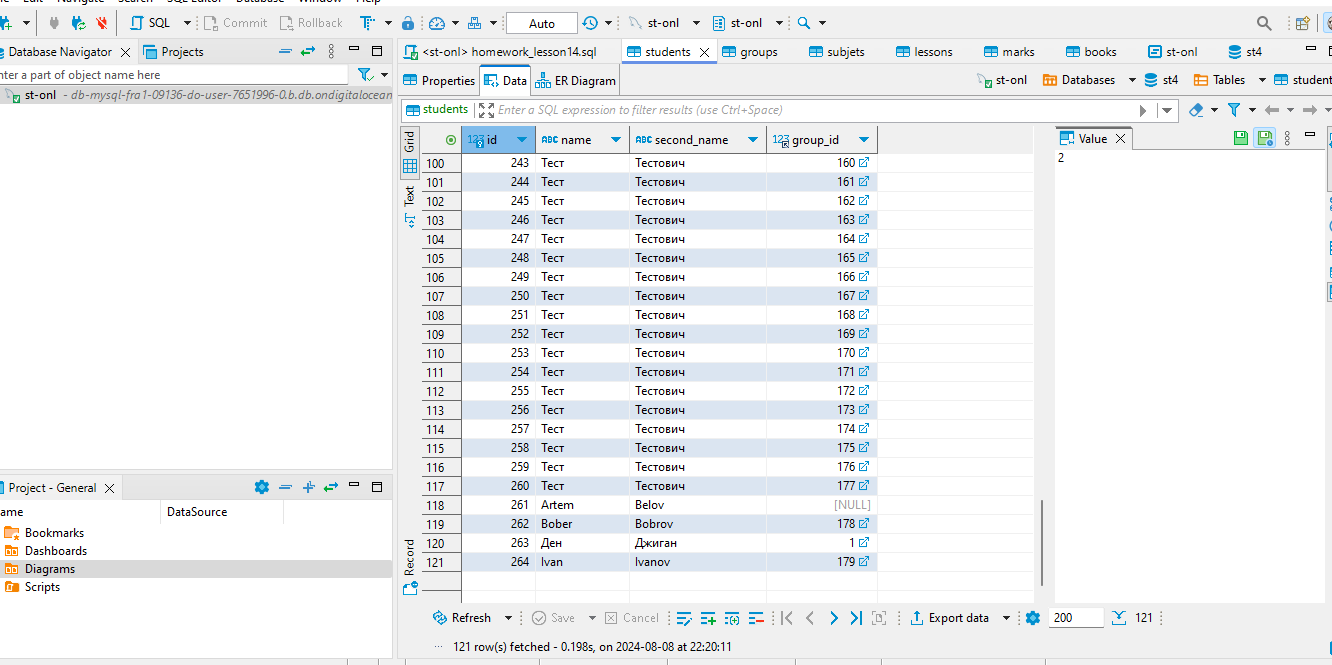 SQL Commit Rollback Auto st-onl st-onl
Database Navigator Projects
<st-onl> homework_lesson14.sql students groups subjets lessons marks books st-onl st4
Properties Data ER Diagram st-onl Databases st4 Tables student
nter a part of object name here
st-onl - db-mysql-fra1-09136-do-user-7651996-0.b.db.ondigitalocean
students Enter a SQL expression to filter results (use Ctrl+Space)
Grid
Text
Record
123 id ABC name ABC second_name 123 group_id
100 243 Тест Тестович 160
101 244 Тест Тестович 161
102 245 Тест Тестович 162
103 246 Тест Тестович 163
104 247 Тест Тестович 164
105 248 Тест Тестович 165
106 249 Тест Тестович 166
107 250 Тест Тестович 167
108 251 Тест Тестович 168
109 252 Тест Тестович 169
110 253 Тест Тестович 170
111 254 Тест Тестович 171
112 255 Тест Тестович 172
113 256 Тест Тестович 173
114 257 Тест Тестович 174
115 258 Тест Тестович 175
116 259 Тест Тестович 176
117 260 Тест Тестович 177
118 261 Artem Belov [NULL]
119 262 Bober Bobrov 178
120 263 Ден Джиган 1
121 264 Ivan Ivanov 179
Value
2
Project - General
ame DataSource
Bookmarks
Dashboards
Diagrams
Scripts
Refresh Save Cancel Export data 200 121
121 row(s) fetched - 0.198s, on 2024-08-08 at 22:20:11